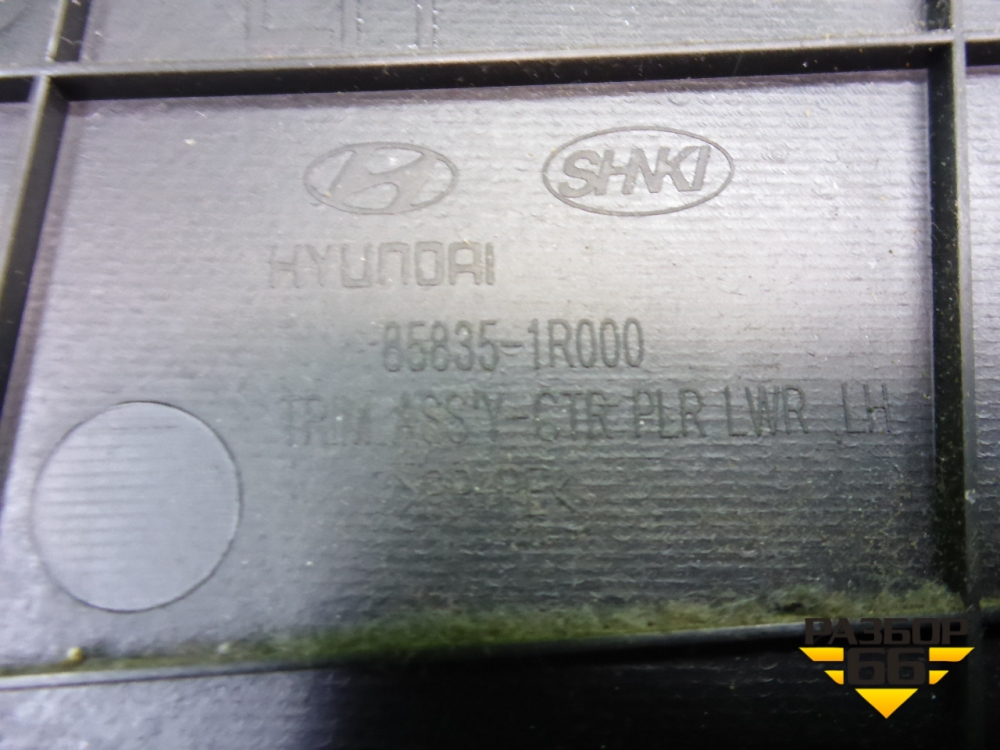 SHNKI
HYUNDAI
85835-1R000
TRIM ASS'Y-CTR PLR LWR LH
РАЗБОР
66